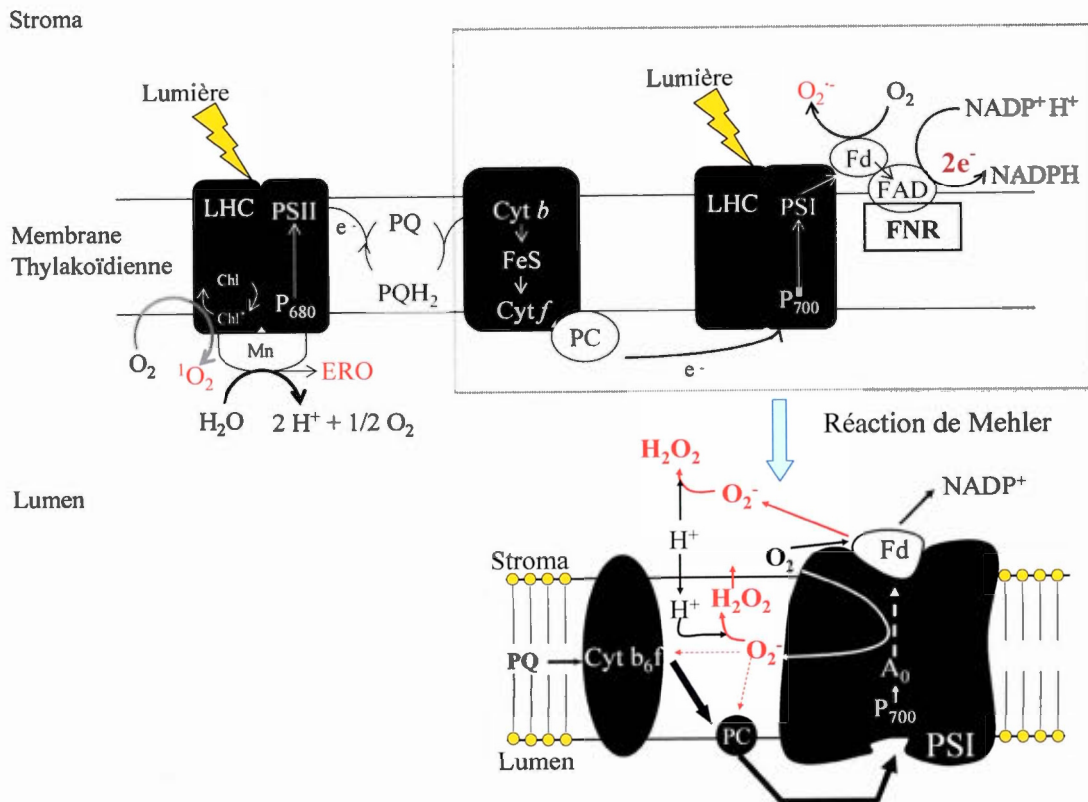 Stroma
Lumière
Lumière
O₂·⁻
O₂
NADP⁺ H⁺
Fd
2e⁻
NADPH
LHC
PSII
LHC
PSI
FAD
FNR
Membrane
Thylakoïdienne
e⁻
PQ
PQH₂
Cyt b
FeS
Cyt f
Chl
Chl*
P₆₈₀
P₇₀₀
PC
e⁻
O₂
¹O₂
Mn
ERO
H₂O
2 H⁺ + 1/2 O₂
Réaction de Mehler
Lumen
H₂O₂
O₂⁻
NADP⁺
H⁺
O₂
Fd
Stroma
H⁺
H₂O₂
PQ
Cyt b₆f
O₂⁻
A₀
P₇₀₀
PC
PSI
Lumen